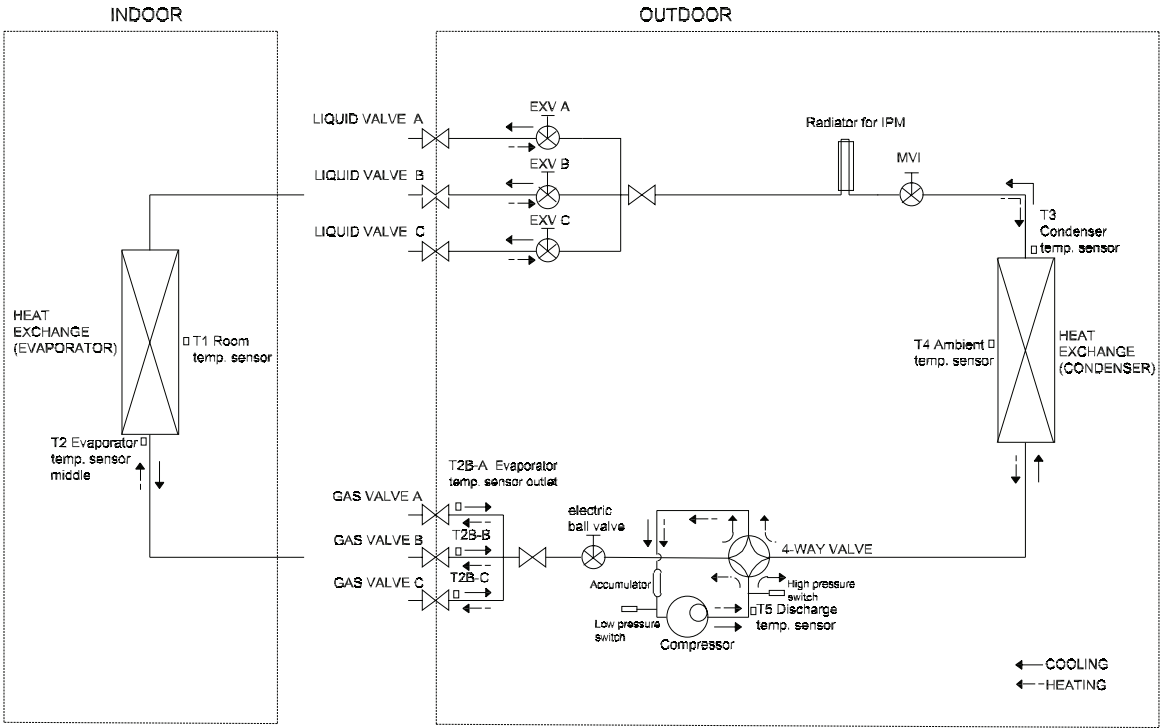 INDOOR
OUTDOOR
LIQUID VALVE A
EXV A
Radiator for IPM
MVI
LIQUID VALVE B
EXV B
LIQUID VALVE C
EXV C
T3
Condenser
temp. sensor
HEAT
EXCHANGE
(EVAPORATOR)
T1 Room
temp. sensor
T4 Ambient
temp. sensor
HEAT
EXCHANGE
(CONDENSER)
T2 Evaporator
temp. sensor
middle
T2B-A Evaporator
temp. sensor outlet
GAS VALVE A
electric
ball valve
T2B-B
GAS VALVE B
4-WAY VALVE
T2B-C
GAS VALVE C
Accumulator
High pressure
switch
Low pressure
switch
T5 Discharge
temp. sensor
Compressor
COOLING
HEATING